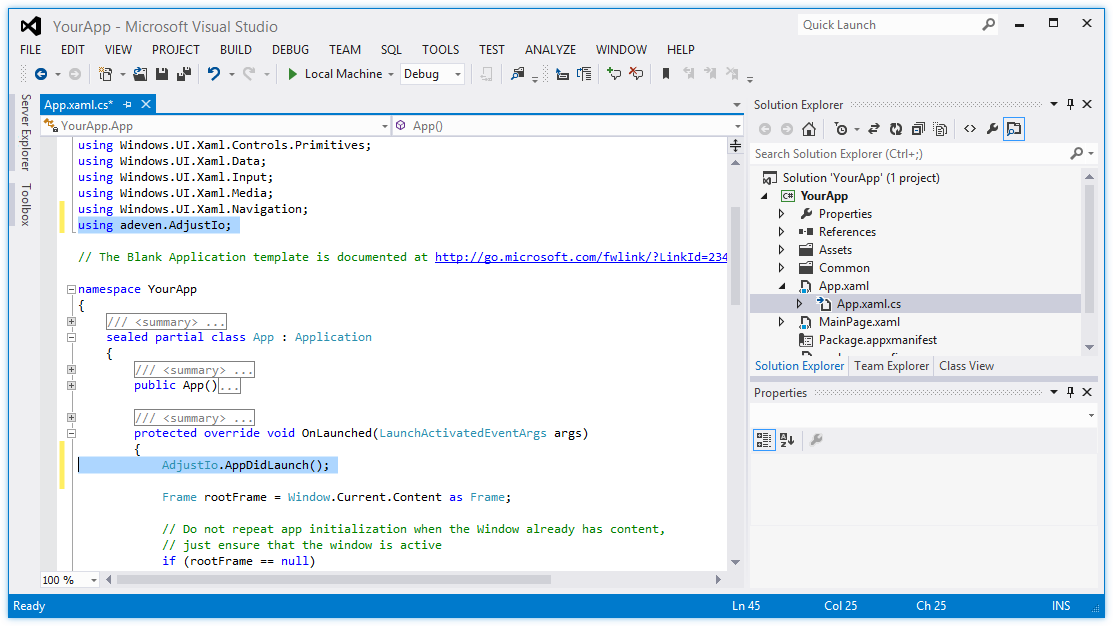 YourApp - Microsoft Visual Studio
Quick Launch
FILE EDIT VIEW PROJECT BUILD DEBUG TEAM SQL TOOLS TEST ANALYZE WINDOW HELP
Local Machine Debug
Server Explorer
Toolbox
App.xaml.cs*
YourApp.App App()
using Windows.UI.Xaml.Controls.Primitives;
using Windows.UI.Xaml.Data;
using Windows.UI.Xaml.Input;
using Windows.UI.Xaml.Media;
using Windows.UI.Xaml.Navigation;
using adeven.AdjustIo;
// The Blank Application template is documented at http://go.microsoft.com/fwlink/?LinkId=234
namespace YourApp
{
/// <summary> ...
sealed partial class App : Application
{
/// <summary> ...
public App()...
/// <summary> ...
protected override void OnLaunched(LaunchActivatedEventArgs args)
{
AdjustIo.AppDidLaunch();
Frame rootFrame = Window.Current.Content as Frame;
// Do not repeat app initialization when the Window already has content,
// just ensure that the window is active
if (rootFrame == null)
100 %
Solution Explorer
Search Solution Explorer (Ctrl+;)
Solution 'YourApp' (1 project)
C# YourApp
Properties
References
Assets
Common
App.xaml
App.xaml.cs
MainPage.xaml
Package.appxmanifest
Solution Explorer Team Explorer Class View
Properties
Ready Ln 45 Col 25 Ch 25 INS